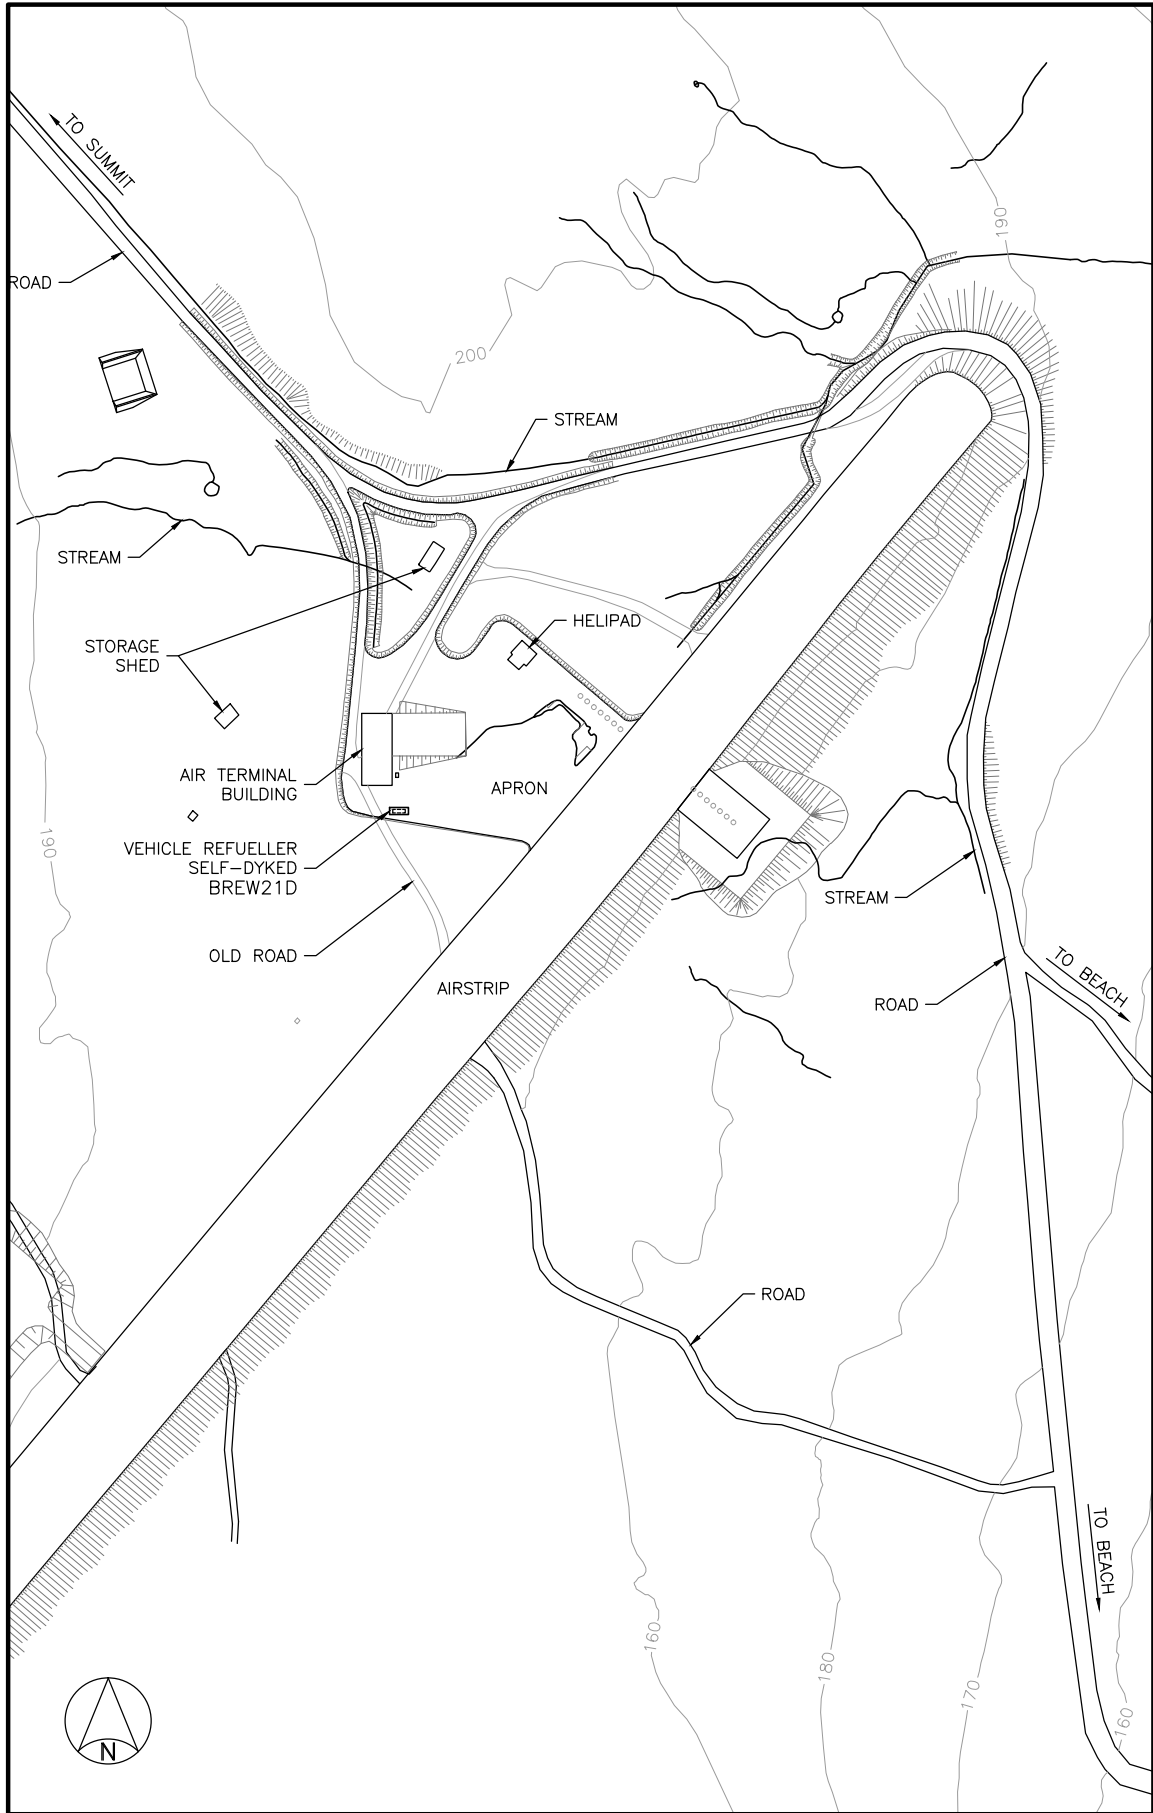 TO SUMMIT
190
ROAD
200
STREAM
STREAM
HELIPAD
STORAGE
SHED
AIR TERMINAL
BUILDING
APRON
190
VEHICLE REFUELLER
SELF-DYKED
BREW21D
STREAM
OLD ROAD
AIRSTRIP
TO BEACH
ROAD
ROAD
TO BEACH
160
180
170
160
N